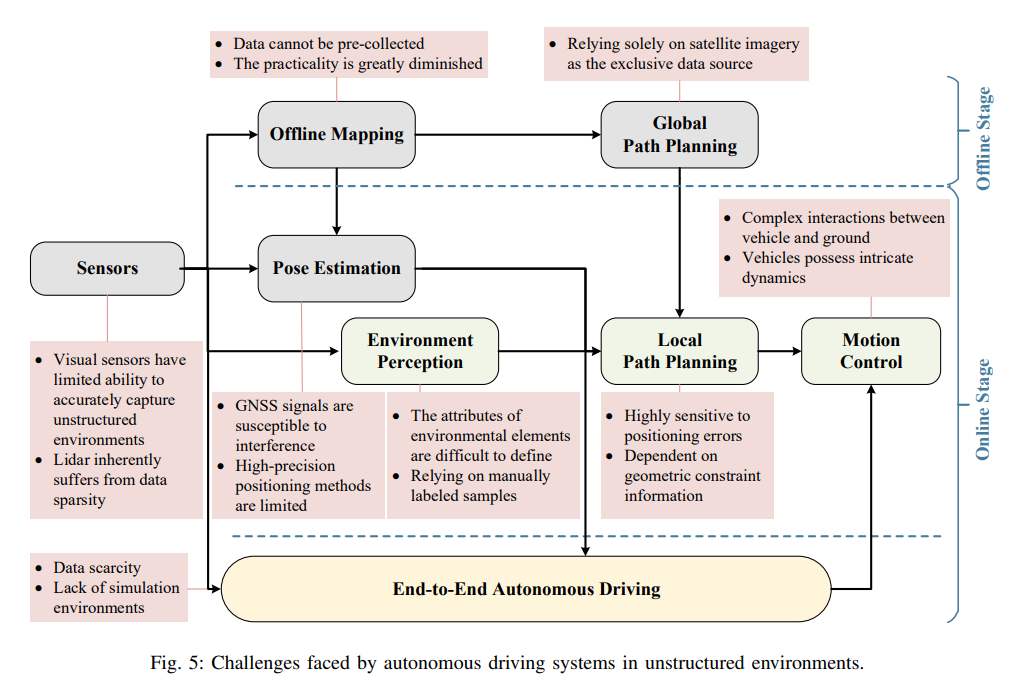 • Data cannot be pre-collected
• The practicality is greatly diminished
• Relying solely on satellite imagery
as the exclusive data source
Offline Mapping
Global
Path Planning
Offline Stage
• Complex interactions between
vehicle and ground
• Vehicles possess intricate
dynamics
Sensors
Pose Estimation
Environment
Perception
Local
Path Planning
Motion
Control
Online Stage
• Visual sensors have
limited ability to
accurately capture
unstructured
environments
• Lidar inherently
suffers from data
sparsity
• GNSS signals are
susceptible to
interference
• High-precision
positioning methods
are limited
• The attributes of
environmental elements
are difficult to define
• Relying on manually
labeled samples
• Highly sensitive to
positioning errors
• Dependent on
geometric constraint
information
• Data scarcity
• Lack of simulation
environments
End-to-End Autonomous Driving
Fig. 5: Challenges faced by autonomous driving systems in unstructured environments.